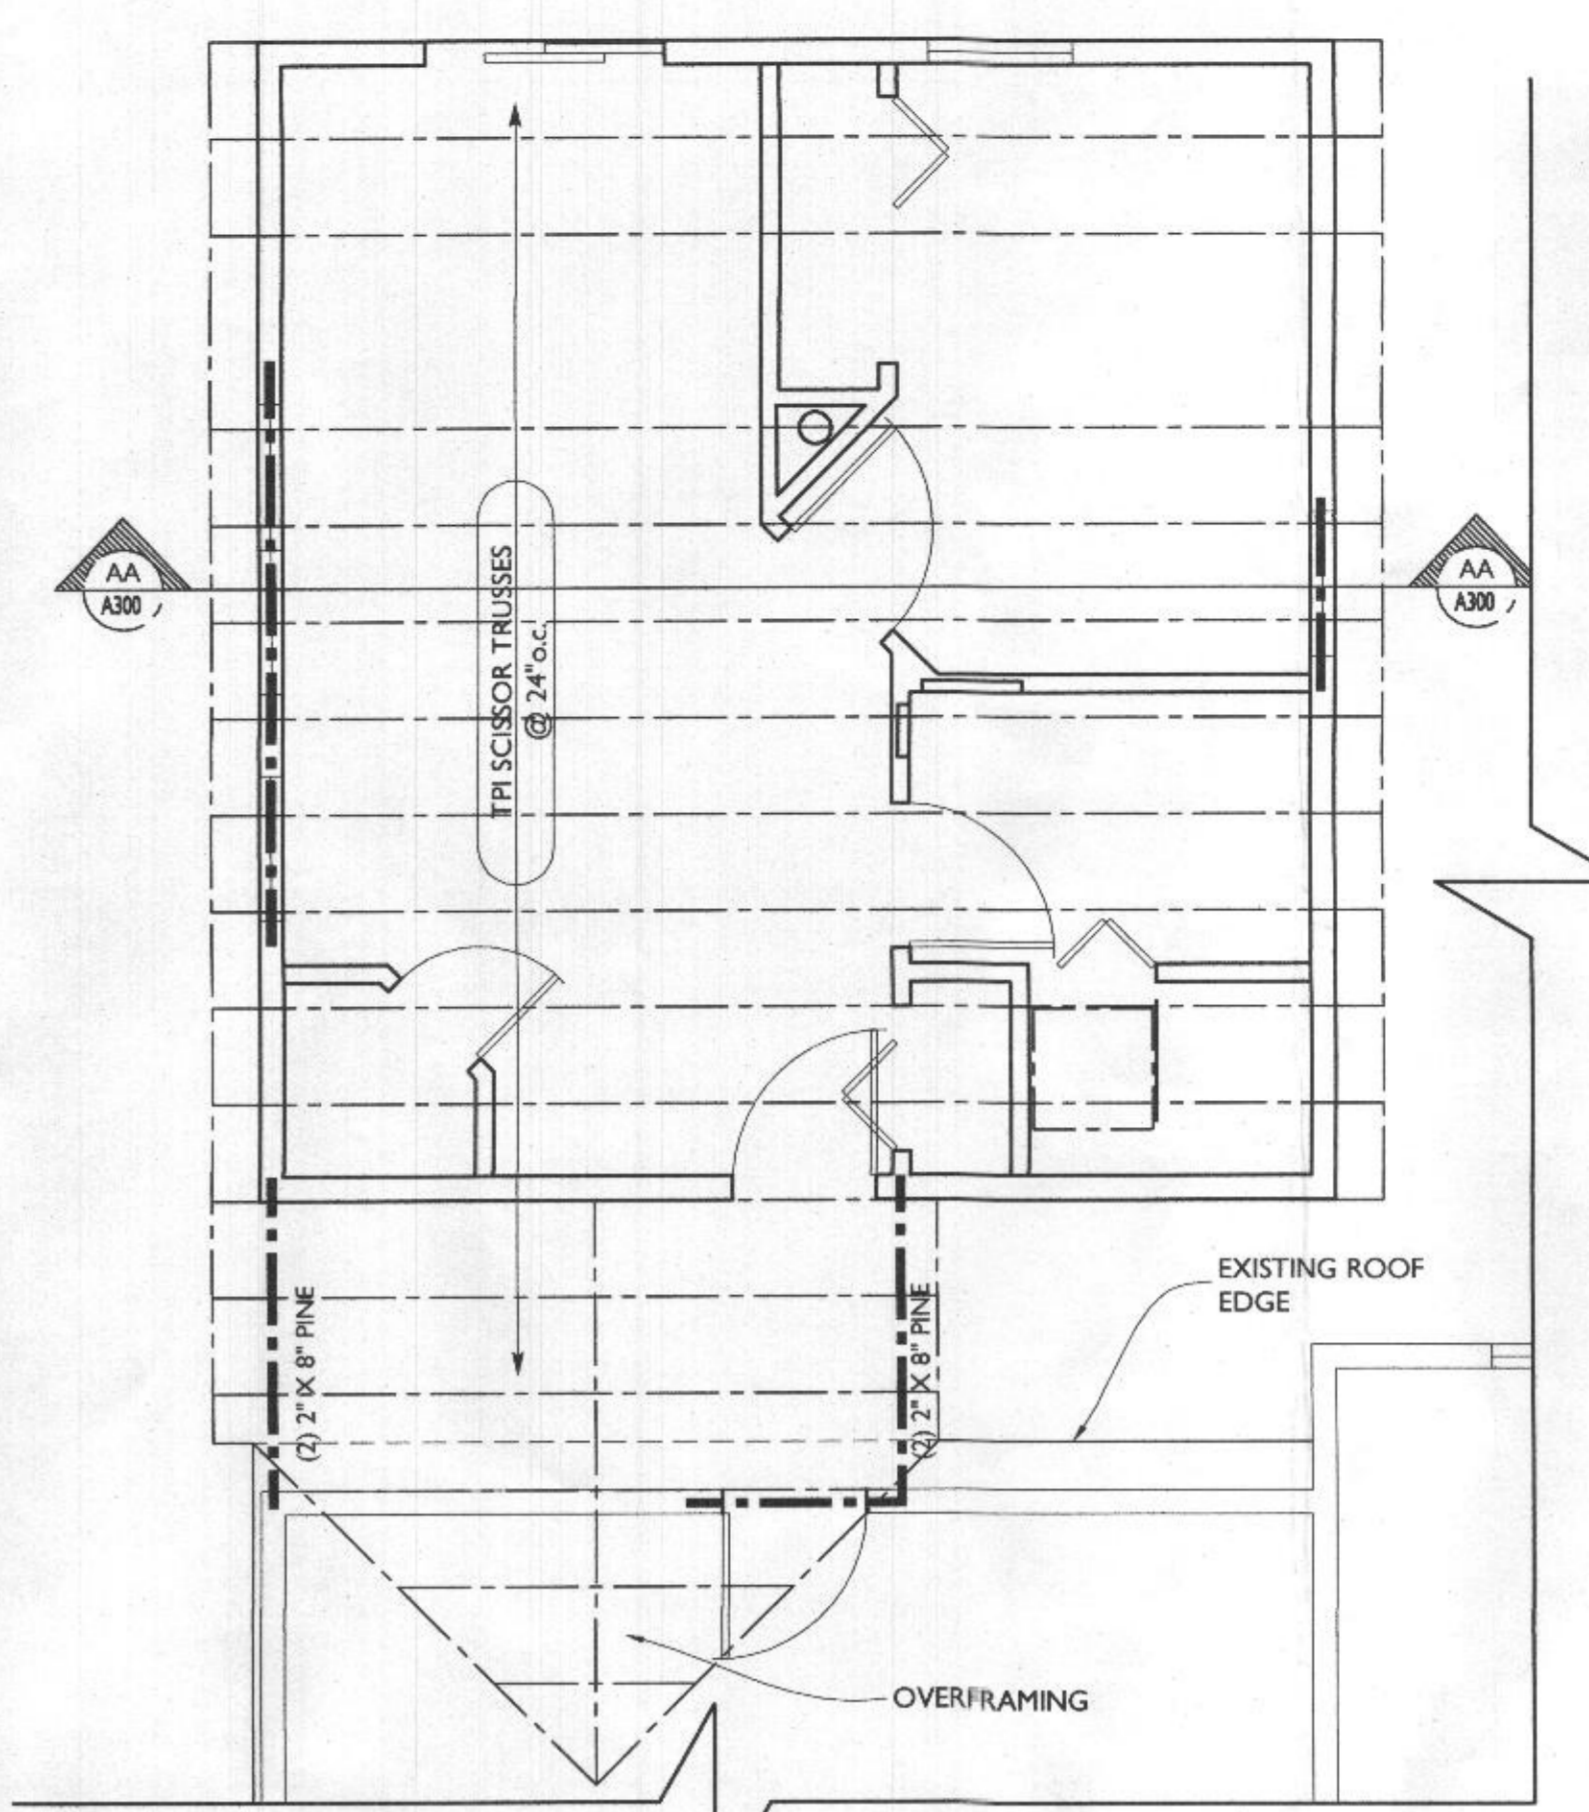 AA
A300
TPI SCISSOR TRUSSES
@ 24"o.c.
AA
A300
(2) 2" X 8" PINE
(2) 2" X 8" PINE
EXISTING ROOF
EDGE
OVERFRAMING